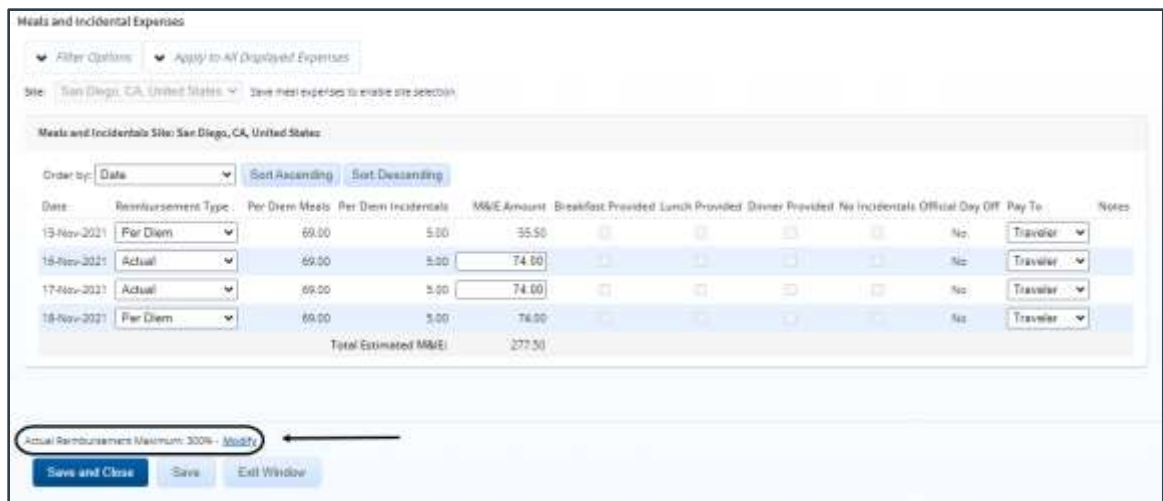 Meals and Incidental Expenses
Filter Options Apply to All Displayed Expenses
Site: San Diego, CA, United States Save meal expenses to enable site selection
Meals and Incidentals Site: San Diego, CA, United States
Order by: Date Sort Ascending Sort Descending
Date Reimbursement Type Per Diem Meals Per Diem Incidentals M&IE Amount Breakfast Provided Lunch Provided Dinner Provided No Incidentals Official Day Off Pay To Notes
15-Nov-2021 Per Diem 69.00 5.00 55.50 No Traveler
16-Nov-2021 Actual 69.00 5.00 74.00 No Traveler
17-Nov-2021 Actual 69.00 5.00 74.00 No Traveler
18-Nov-2021 Per Diem 69.00 5.00 74.00 No Traveler
Total Estimated M&IE: 277.50
Actual Reimbursement Maximum: 300% - Modify
Save and Close Save Exit Window